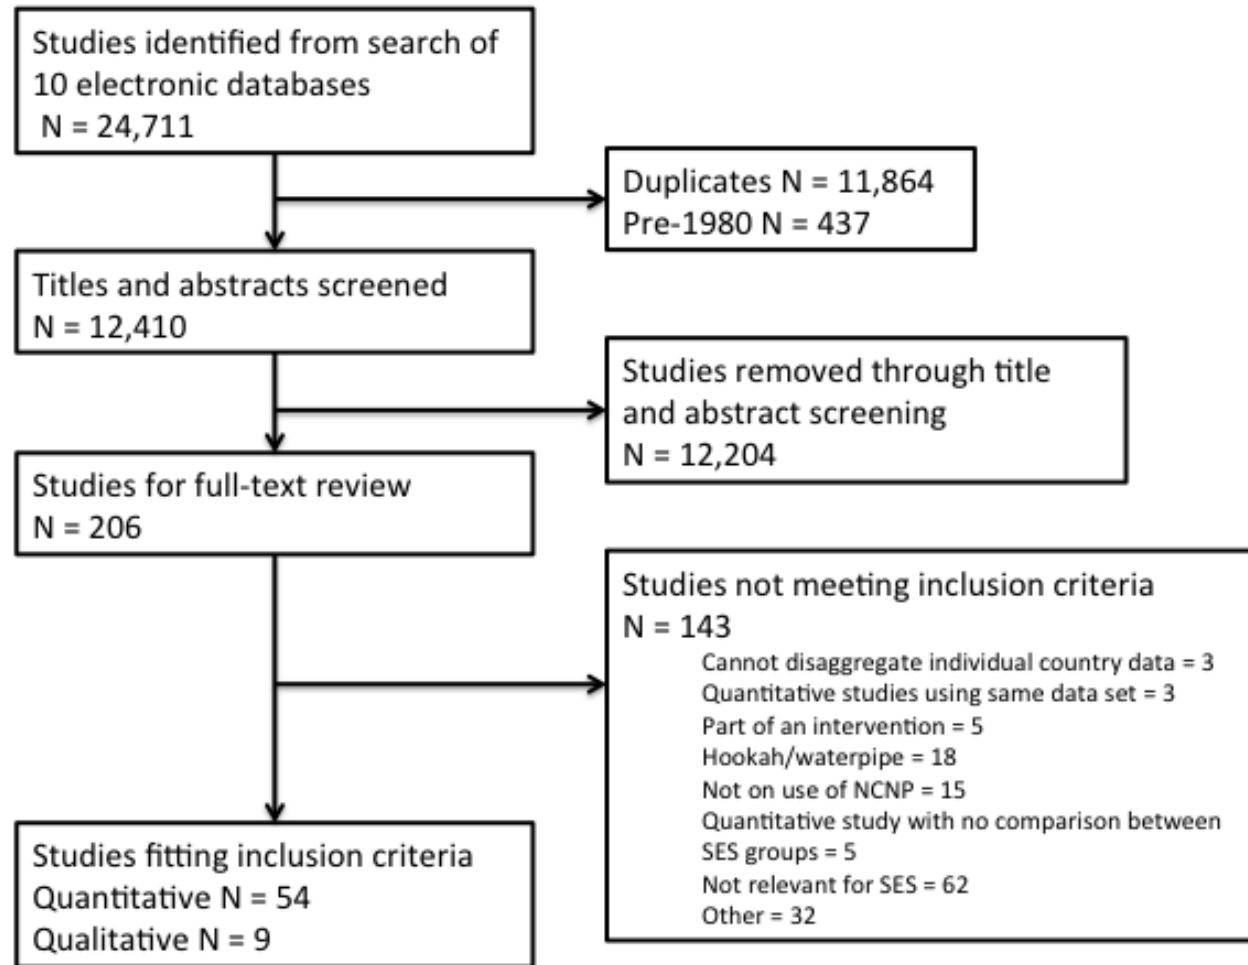 Studies identified from search of
10 electronic databases
N = 24,711
Duplicates N = 11,864
Pre-1980 N = 437
Titles and abstracts screened
N = 12,410
Studies removed through title
and abstract screening
N = 12,204
Studies for full-text review
N = 206
Studies not meeting inclusion criteria
N = 143
Cannot disaggregate individual country data = 3
Quantitative studies using same data set = 3
Part of an intervention = 5
Hookah/waterpipe = 18
Not on use of NCNP = 15
Quantitative study with no comparison between
SES groups = 5
Not relevant for SES = 62
Other = 32
Studies fitting inclusion criteria
Quantitative N = 54
Qualitative N = 9